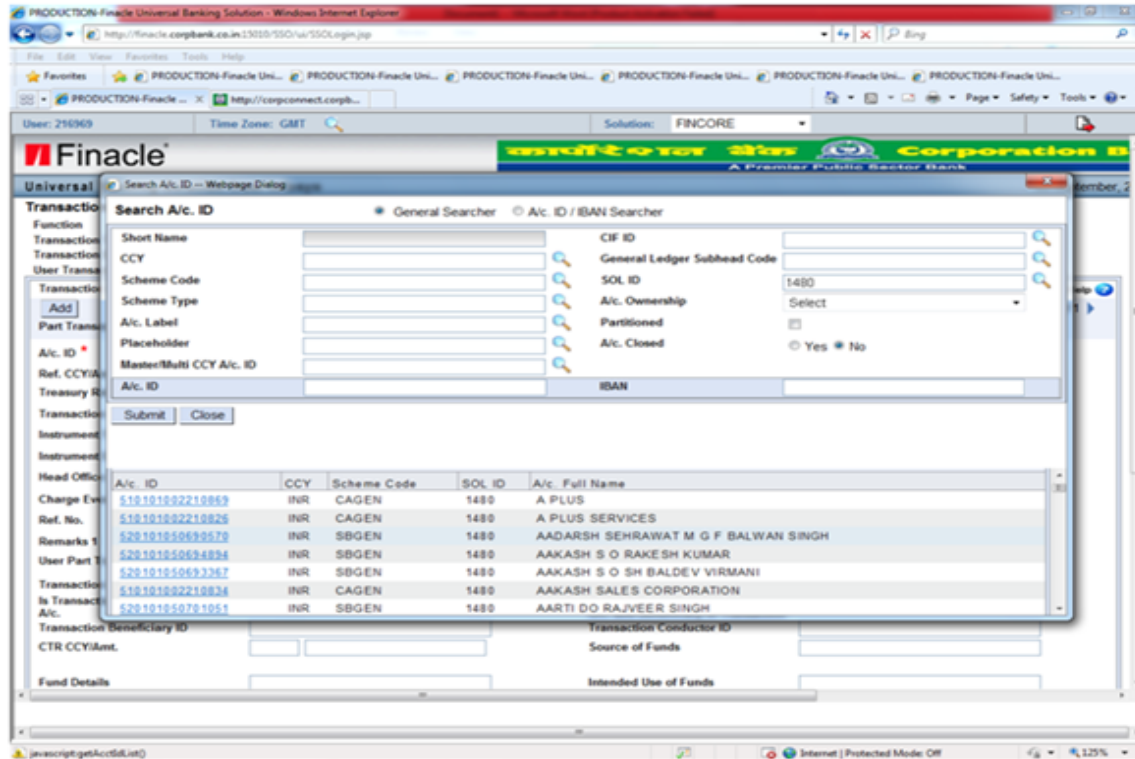 PRODUCTION-Finacle Universal Banking Solution - Windows Internet Explorer
http://finacle.corpbank.co.in:15010/SSO/ui/SSOLogin.jsp
Bing
File Edit View Favorites Tools Help
Favorites PRODUCTION-Finacle Uni... PRODUCTION-Finacle Uni... PRODUCTION-Finacle Uni... PRODUCTION-Finacle Uni... PRODUCTION-Finacle Uni... PRODUCTION-Finacle Uni...
PRODUCTION-Finacle ... http://corpconnect.corpb... Page Safety Tools
User: 216969 Time Zone: GMT Solution: FINCORE
Finacle कार्पोरेशन बैंक Corporation B
A Premier Public Sector Bank
Universal Search A/c. ID -- Webpage Dialog tember, 2
Transactio Search A/c. ID General Searcher A/c. ID / IBAN Searcher
Function Short Name CIF ID
Transaction CCY General Ledger Subhead Code
Transaction
User Transa Scheme Code SOL ID 1480
Transactio Scheme Type A/c. Ownership Select elp
Add A/c. Label Partitioned 1
Part Trans Placeholder A/c. Closed Yes No
A/c. ID * Master/Multi CCY A/c. ID
Ref. CCY/A A/c. ID IBAN
Treasury R
Transactio Submit Close
Instrument
Instrument
Head Offic A/c. ID CCY Scheme Code SOL ID A/c. Full Name
Charge Eve 510101002210869 INR CAGEN 1480 A PLUS
Ref. No. 510101002210826 INR CAGEN 1480 A PLUS SERVICES
Remarks 1 520101050690570 INR SBGEN 1480 AADARSH SEHRAWAT M G F BALWAN SINGH
User Part T 520101050694894 INR SBGEN 1480 AAKASH S O RAKESH KUMAR
520101050693367 INR SBGEN 1480 AAKASH S O SH BALDEV VIRMANI
Transactio 510101002210834 INR CAGEN 1480 AAKASH SALES CORPORATION
Is Transact 520101050701051 INR SBGEN 1480 AARTI DO RAJVEER SINGH
A/c.
Transaction Beneficiary ID Transaction Conductor ID
CTR CCY/Amt. Source of Funds
Fund Details Intended Use of Funds
javascript:getAcctIdList() Internet | Protected Mode: Off 125%